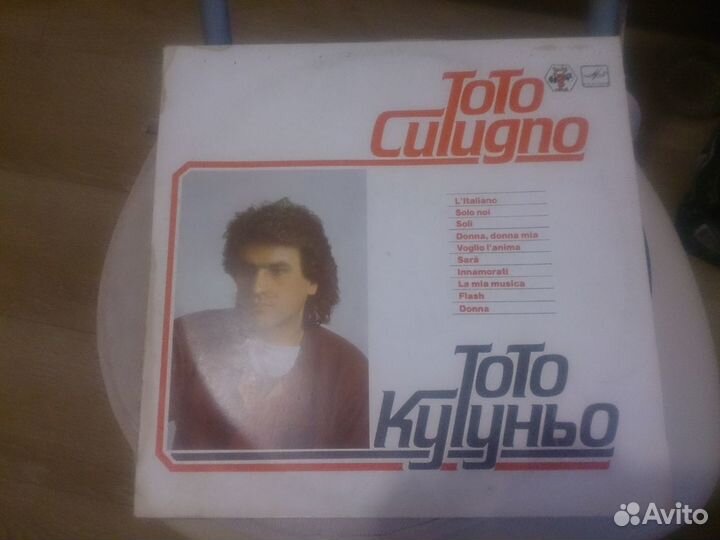 ToTo
Cutugno
L'Italiano
Solo noi
Soli
Donna, donna mia
Voglio l'anima
Sarà
Innamorati
La mia musica
Flash
Donna
ТоТо
Кутуньо
Avito